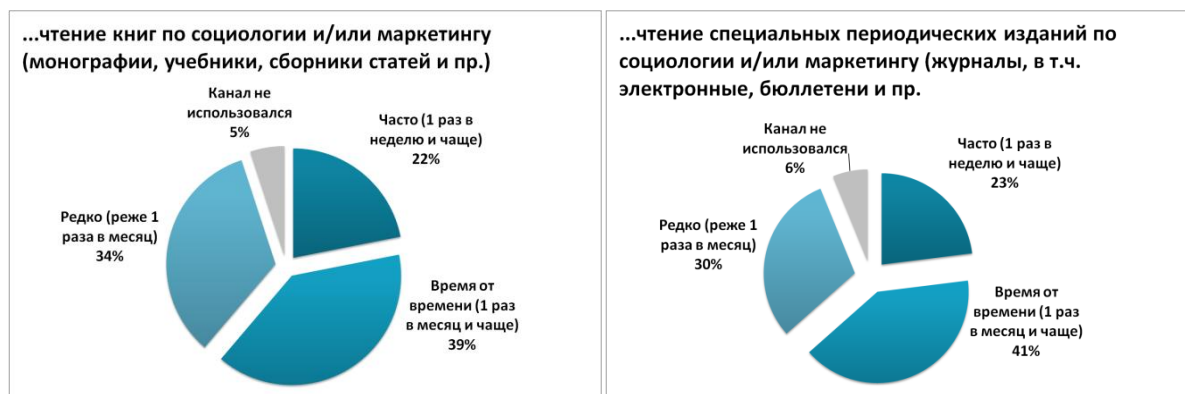 ...чтение книг по социологии и/или маркетингу
(монографии, учебники, сборники статей и пр.)
Канал не
использовался
5%
Часто (1 раз в
неделю и чаще)
22%
Редко (реже 1
раза в месяц)
34%
Время от
времени (1 раз
в месяц и чаще)
39%
...чтение специальных периодических изданий по
социологии и/или маркетингу (журналы, в т.ч.
электронные, бюллетени и пр.
Канал не
использовался
6%
Часто (1 раз в
неделю и чаще)
23%
Редко (реже 1
раза в месяц)
30%
Время от
времени (1 раз
в месяц и чаще)
41%